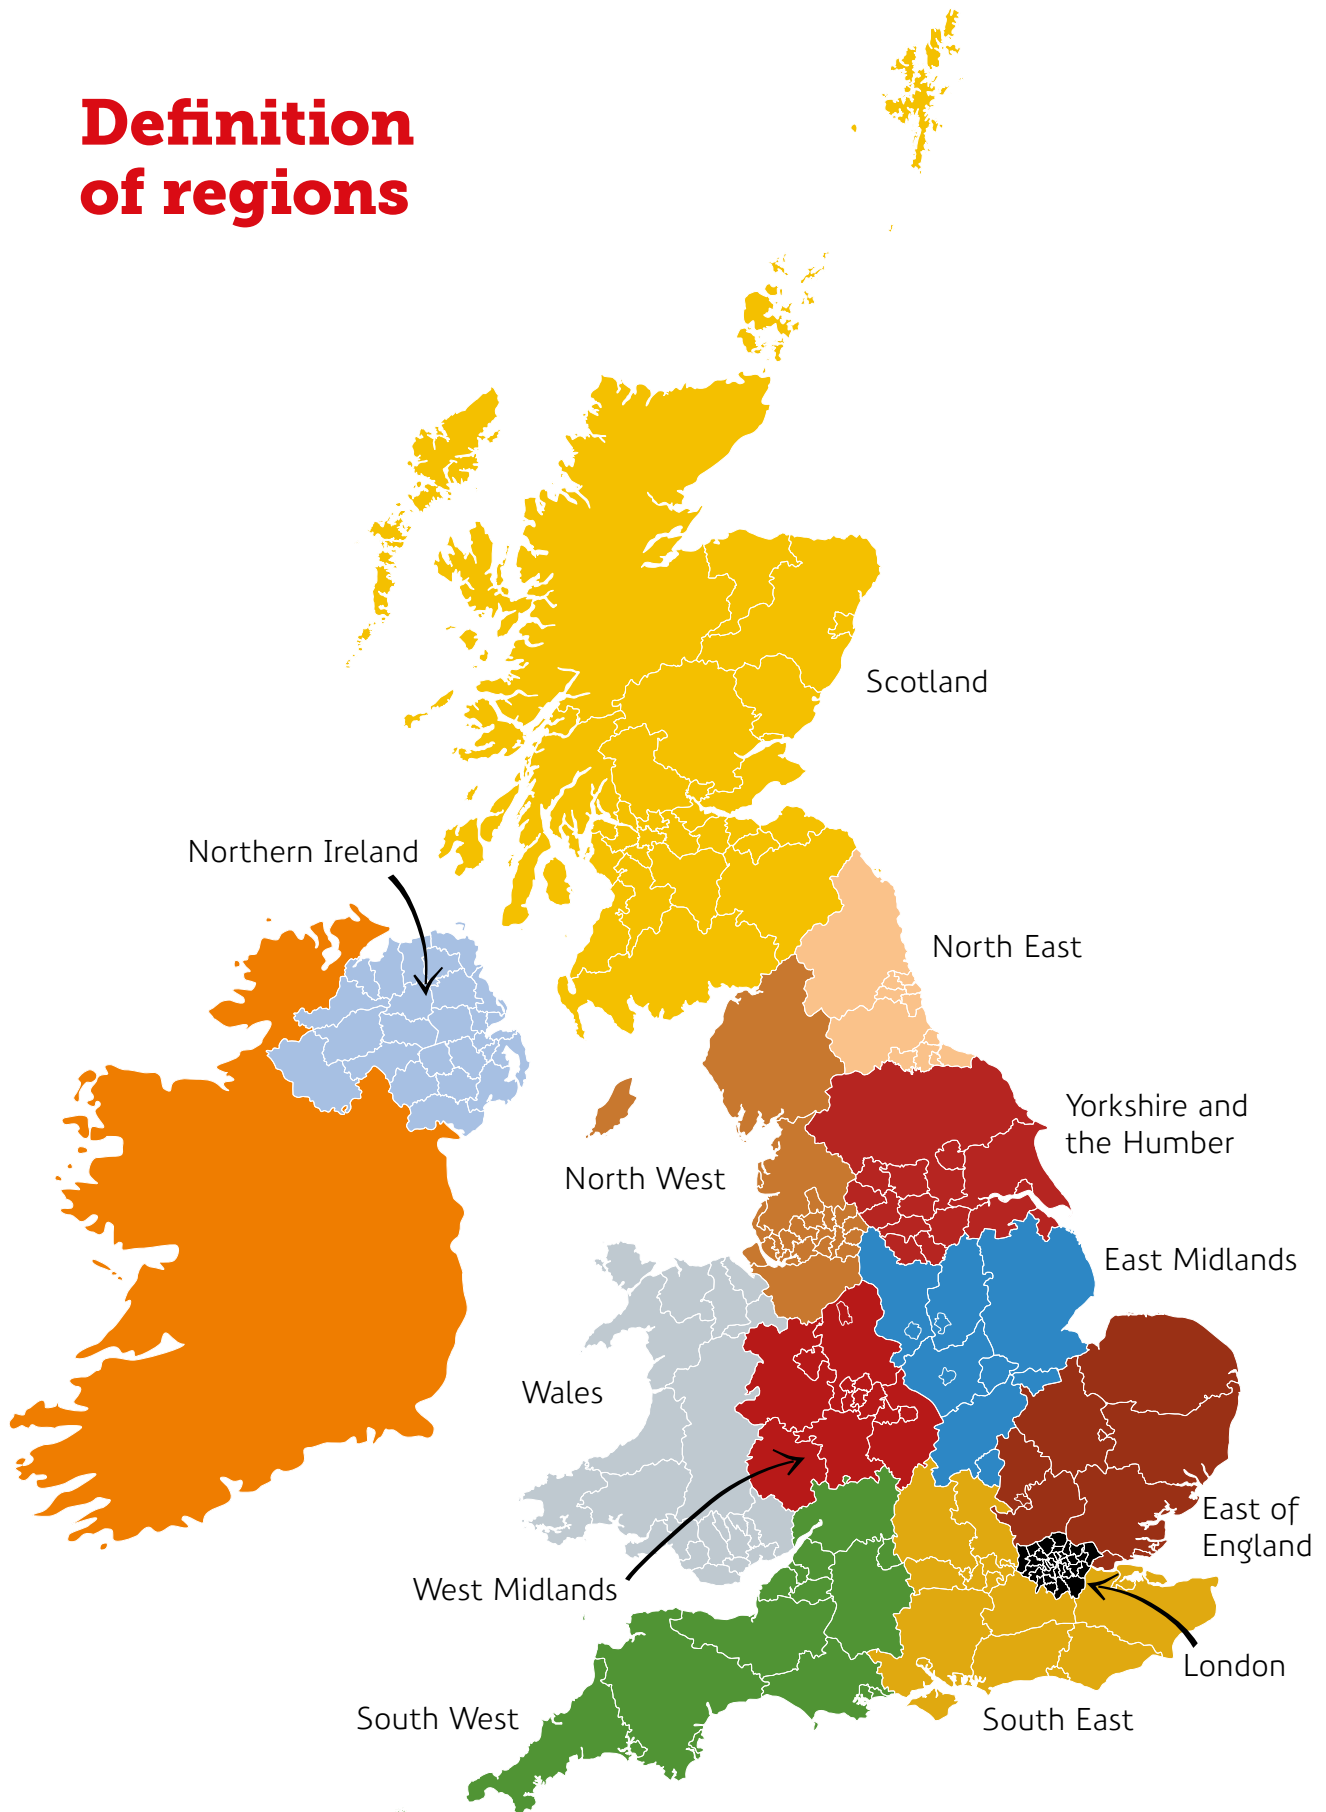 Definition
of regions
Scotland
Northern Ireland
North East
Yorkshire and
the Humber
North West
East Midlands
Wales
East of
England
West Midlands
London
South West
South East